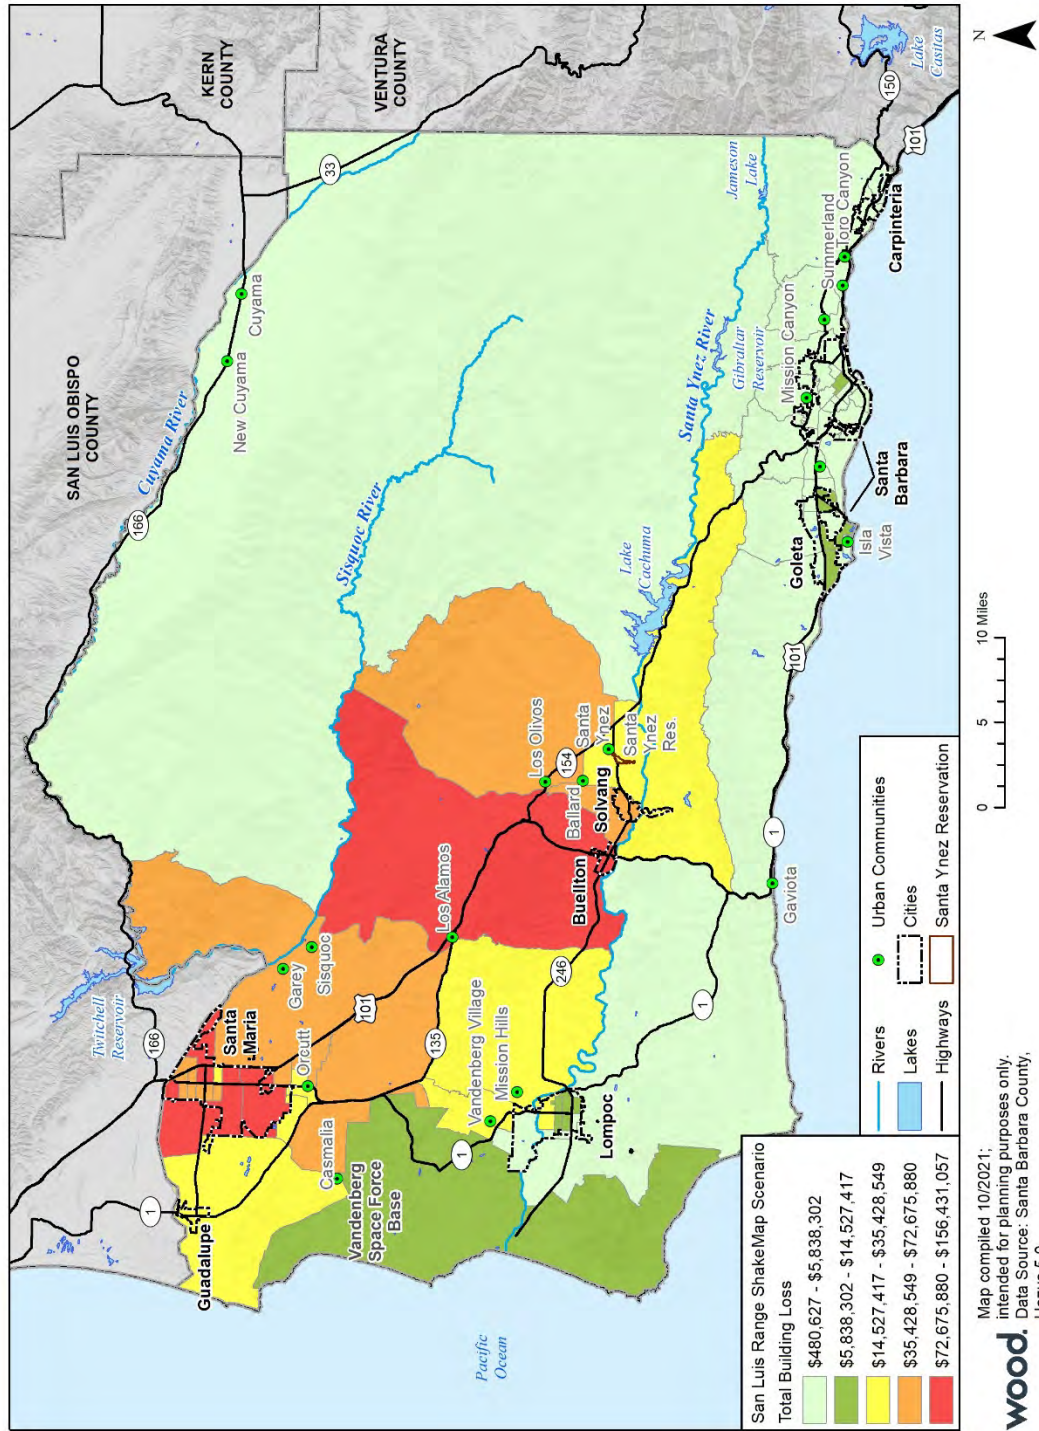 SAN LUIS OBISPO
COUNTY
KERN
COUNTY
VENTURA
COUNTY
Twitchell
Reservoir
Cuyama River
New Cuyama
Cuyama
Sisquoc River
Santa Ynez River
Gibraltar
Reservoir
Jameson
Lake
Lake
Casitas
Lake
Cachuma
166
166
33
150
101
101
101
1
1
1
1
135
154
246
Guadalupe
Santa
Maria
Orcutt
Garey
Sisquoc
Casmalia
Vandenberg
Space Force
Base
Los Alamos
Vandenberg Village
Mission Hills
Lompoc
Los Olivos
Ballard
Santa
Ynez
Solvang
Santa
Ynez
Res.
Buellton
Gaviota
Goleta
Isla
Vista
Santa
Barbara
Mission Canyon
Summerland
Toro Canyon
Carpinteria
Pacific
Ocean
San Luis Range ShakeMap Scenario
Total Building Loss
$480,627 - $5,838,302
$5,838,302 - $14,527,417
$14,527,417 - $35,428,549
$35,428,549 - $72,675,880
$72,675,880 - $156,431,057
Rivers
Lakes
Highways
Urban Communities
Cities
Santa Ynez Reservation
0 5 10 Miles
N
wood.
Map compiled 10/2021;
intended for planning purposes only.
Data Source: Santa Barbara County,